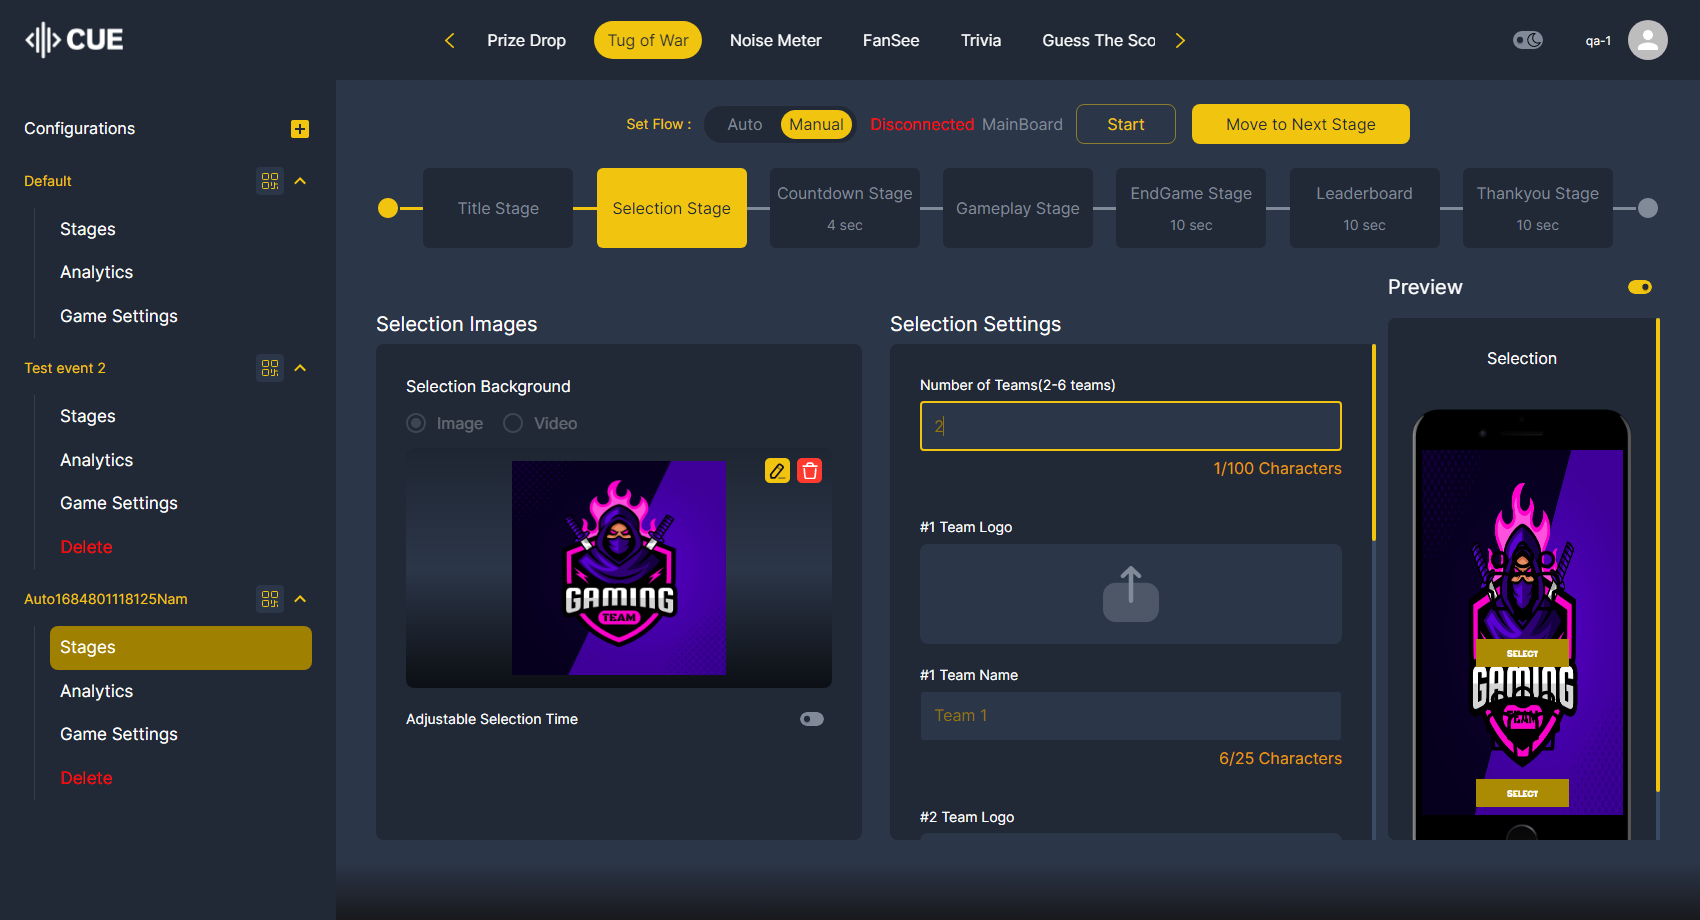 CUE
Prize Drop
Tug of War
Noise Meter
FanSee
Trivia
Guess The Sco
qa-1
Configurations
Default
Stages
Analytics
Game Settings
Test event 2
Stages
Analytics
Game Settings
Delete
Auto1684801118125Nam
Stages
Analytics
Game Settings
Delete
Set Flow :
Auto
Manual
Disconnected MainBoard
Start
Move to Next Stage
Title Stage
Selection Stage
Countdown Stage
4 sec
Gameplay Stage
EndGame Stage
10 sec
Leaderboard
10 sec
Thankyou Stage
10 sec
Selection Images
Selection Background
Image
Video
GAMING
TEAM
Adjustable Selection Time
Selection Settings
Number of Teams(2-6 teams)
2
1/100 Characters
#1 Team Logo
#1 Team Name
Team 1
6/25 Characters
#2 Team Logo
Preview
Selection
SELECT
GAMING
TEAM
SELECT